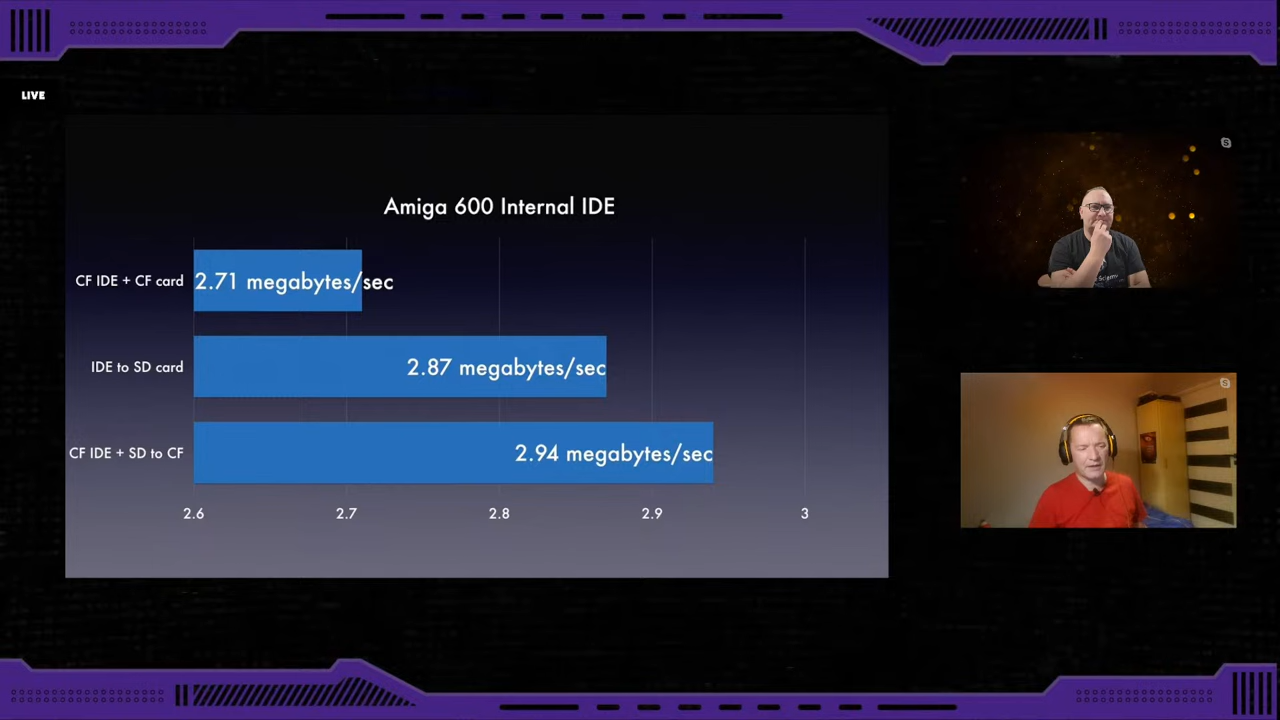 LIVE
Amiga 600 Internal IDE
CF IDE + CF card
2.71 megabytes/sec
IDE to SD card
2.87 megabytes/sec
CF IDE + SD to CF
2.94 megabytes/sec
2.6 2.7 2.8 2.9 3